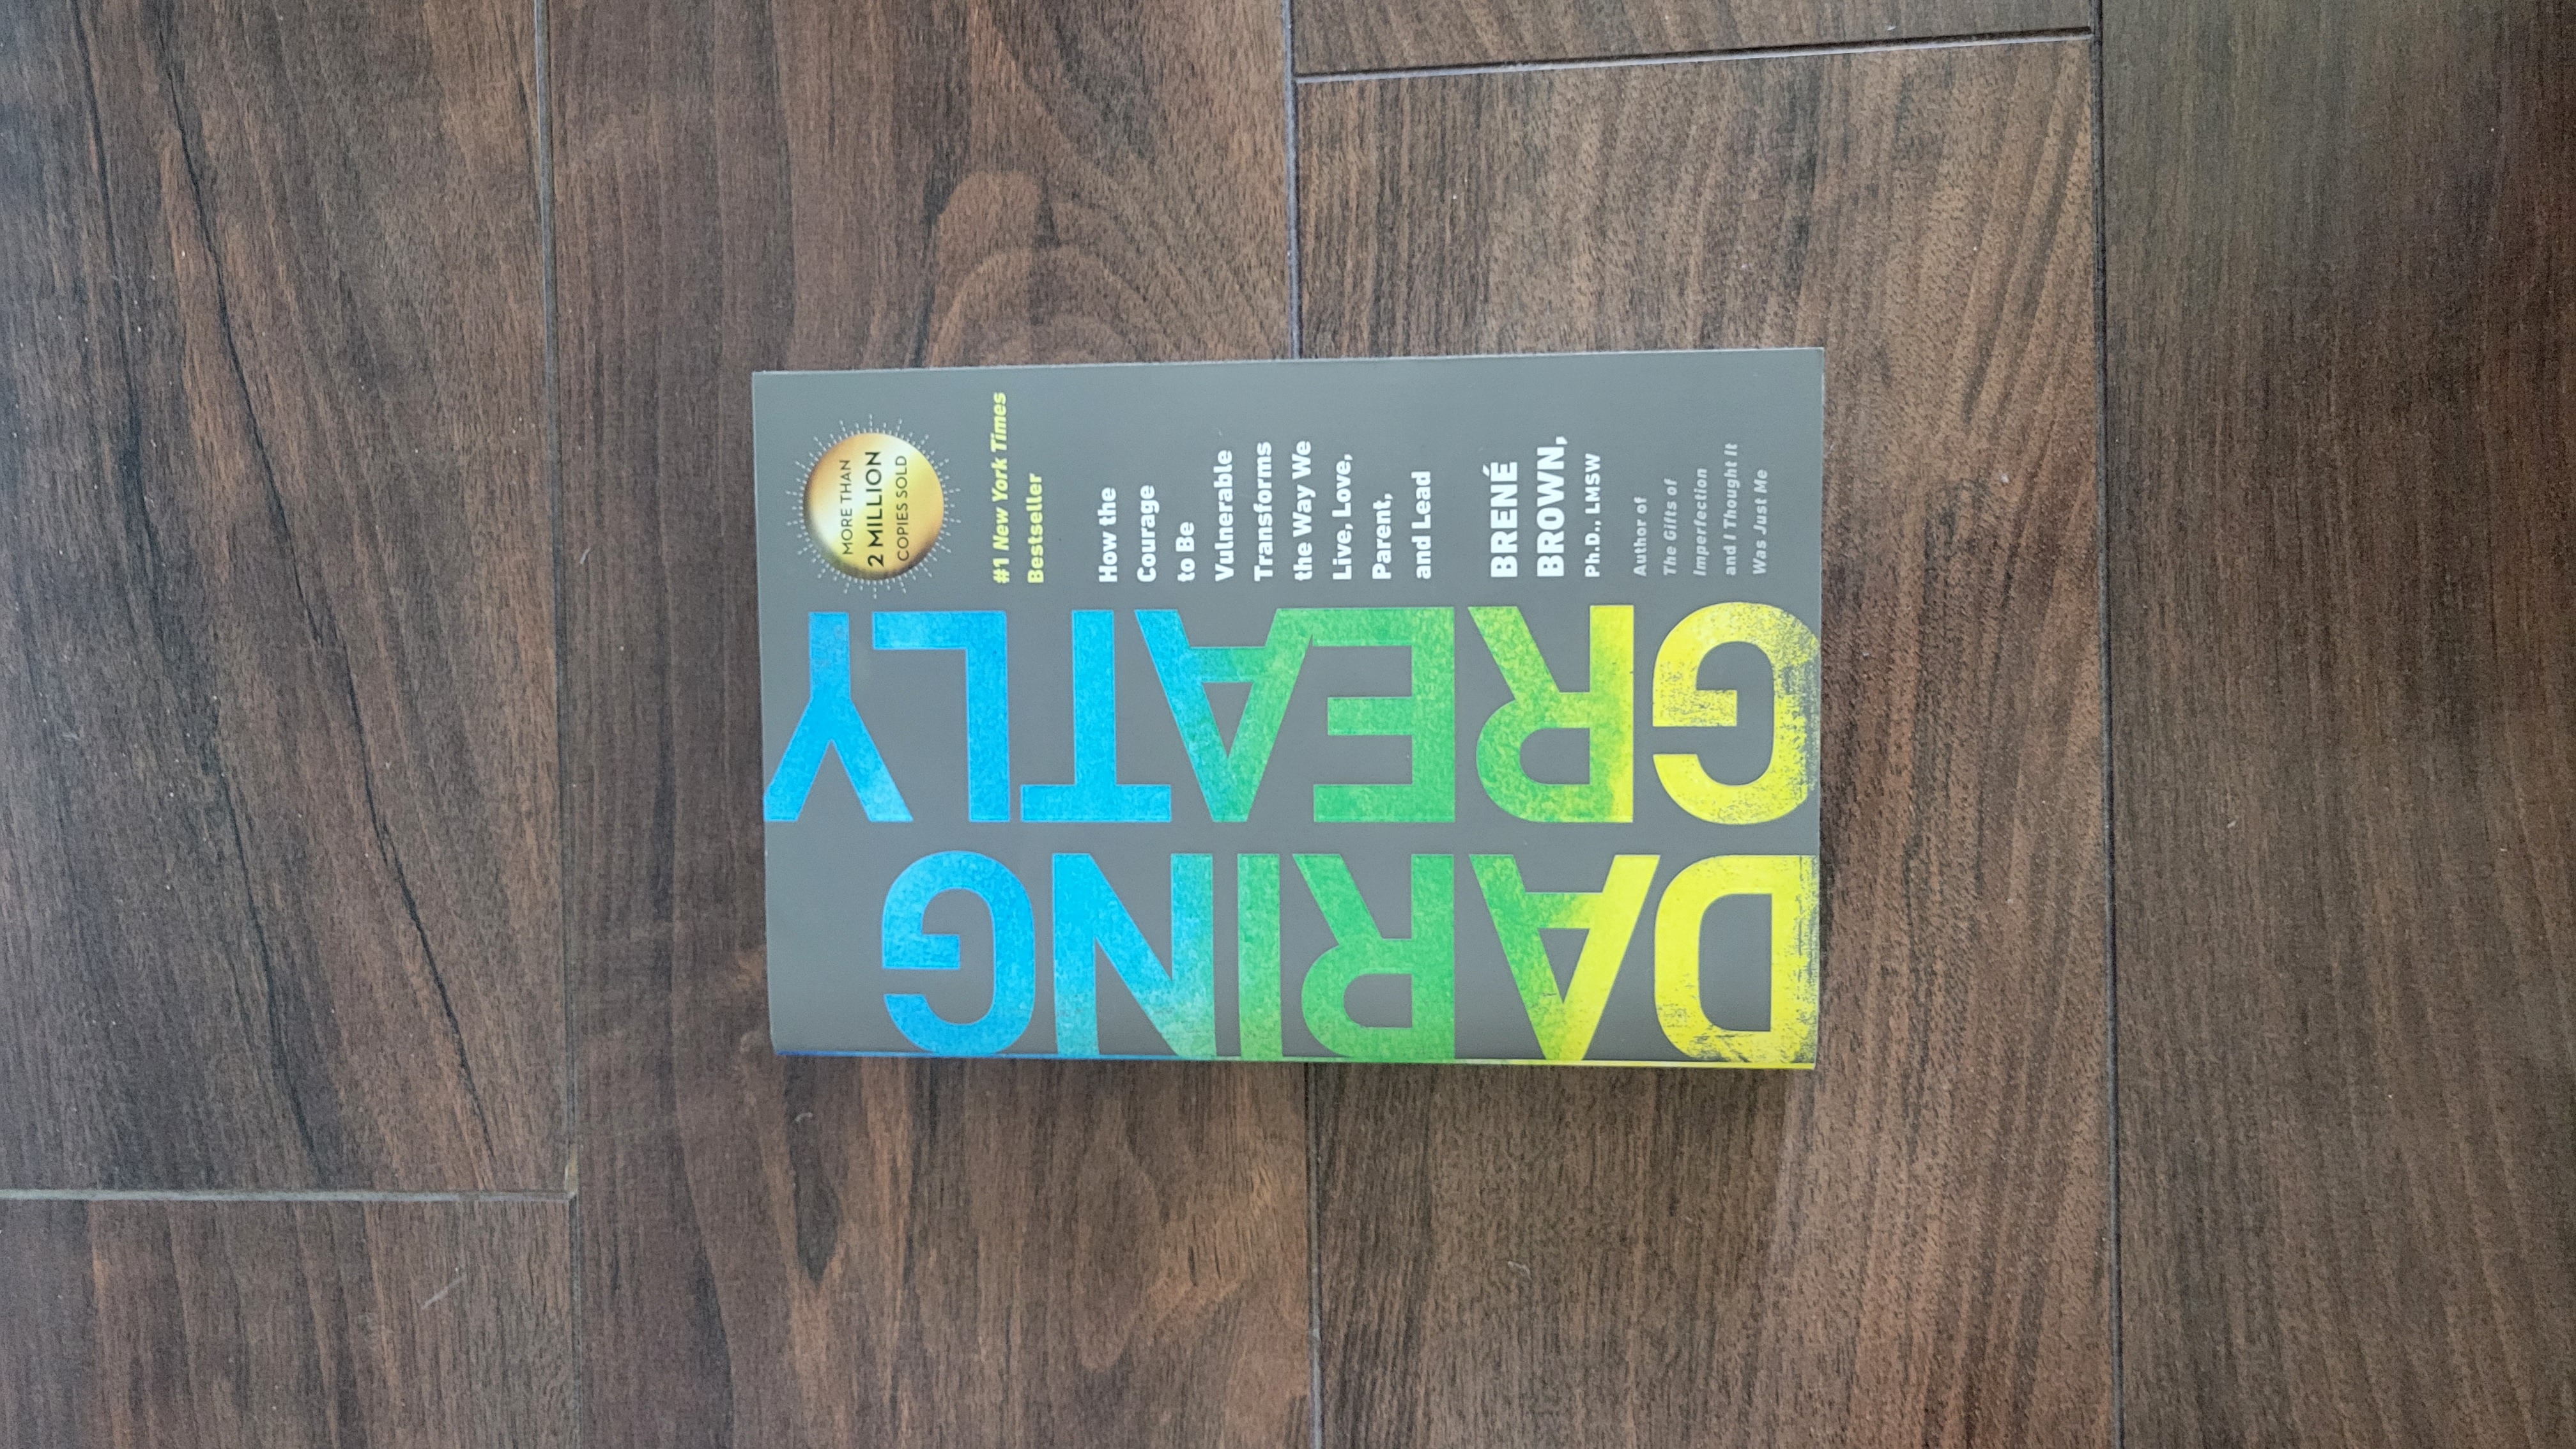 DARING
GREATLY
MORE THAN
2 MILLION
COPIES SOLD
#1 New York Times
Bestseller
How the
Courage
to Be
Vulnerable
Transforms
the Way We
Live, Love,
Parent,
and Lead
BRENÉ
BROWN,
Ph.D., LMSW
Author of
The Gifts of
Imperfection
and I Thought It
Was Just Me